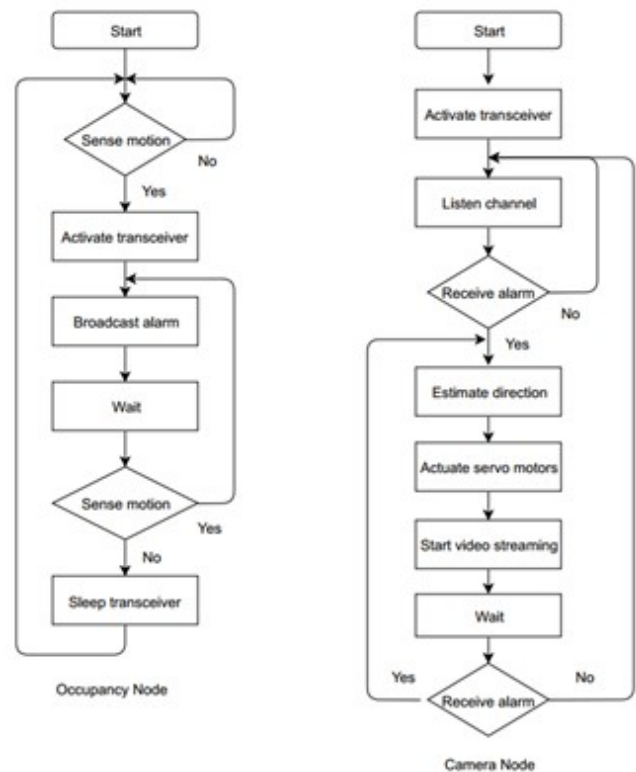 Start
Sense motion
No
Yes
Activate transceiver
Broadcast alarm
Wait
Sense motion
Yes
No
Sleep transceiver
Occupancy Node
Start
Activate transceiver
Listen channel
Receive alarm
No
Yes
Estimate direction
Actuate servo motors
Start video streaming
Wait
Yes
No
Receive alarm
Camera Node